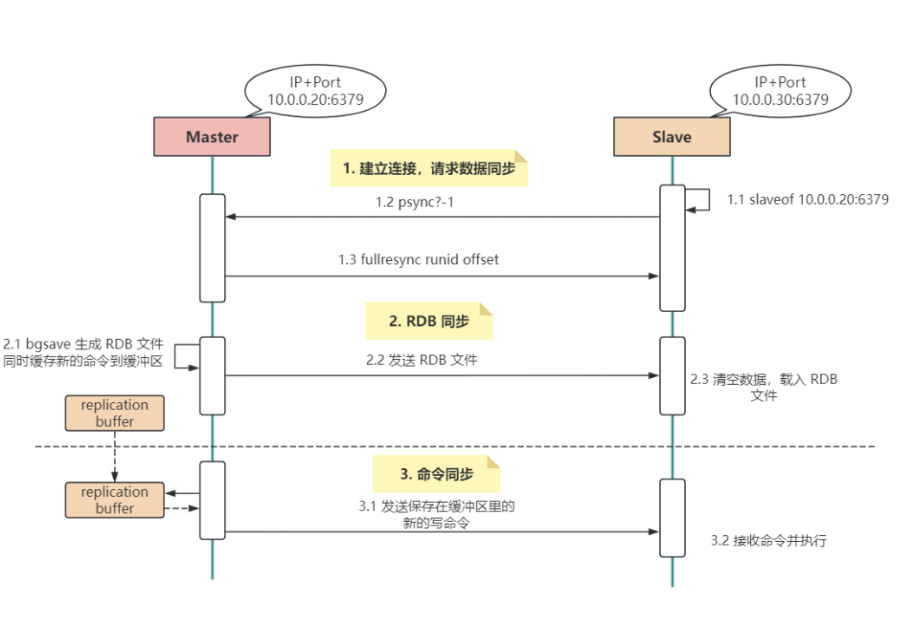 IP+Port
10.0.0.20:6379
IP+Port
10.0.0.30:6379
Master
Slave
1. 建立连接，请求数据同步
1.1 slaveof 10.0.0.20:6379
1.2 psync?-1
1.3 fullresync runid offset
2. RDB 同步
2.1 bgsave 生成 RDB 文件
同时缓存新的命令到缓冲区
2.2 发送 RDB 文件
2.3 清空数据，载入 RDB
文件
replication
buffer
3. 命令同步
replication
buffer
3.1 发送保存在缓冲区里的
新的写命令
3.2 接收命令并执行